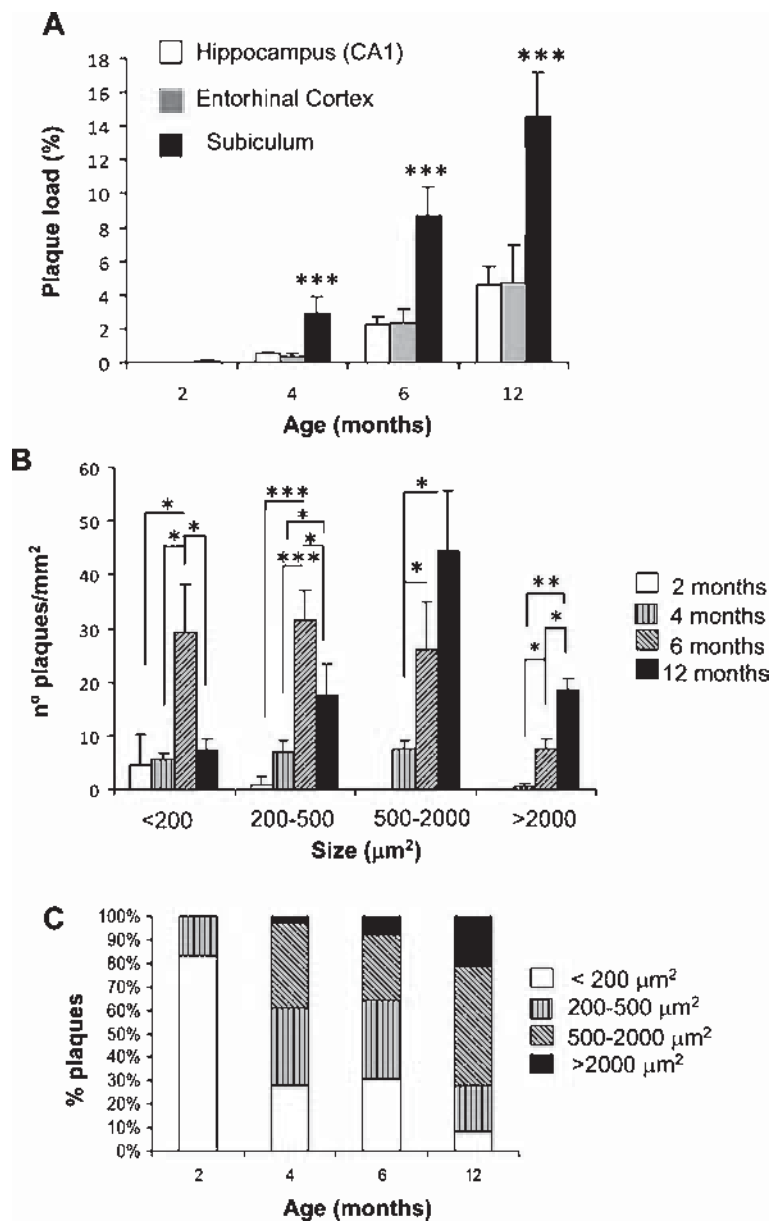 A
Hippocampus (CA1)
Entorhinal Cortex
Subiculum
Plaque load (%)
18
16
14
12
10
8
6
4
2
0
***
***
***
2 4 6 12
Age (months)
B
nº plaques/mm²
60
50
40
30
20
10
0
* * *
*** * * ***
* *
** * *
2 months
4 months
6 months
12 months
<200 200-500 500-2000 >2000
Size (µm²)
C
% plaques
100%
90%
80%
70%
60%
50%
40%
30%
20%
10%
0%
< 200 µm²
200-500 µm²
500-2000 µm²
>2000 µm²
2 4 6 12
Age (months)